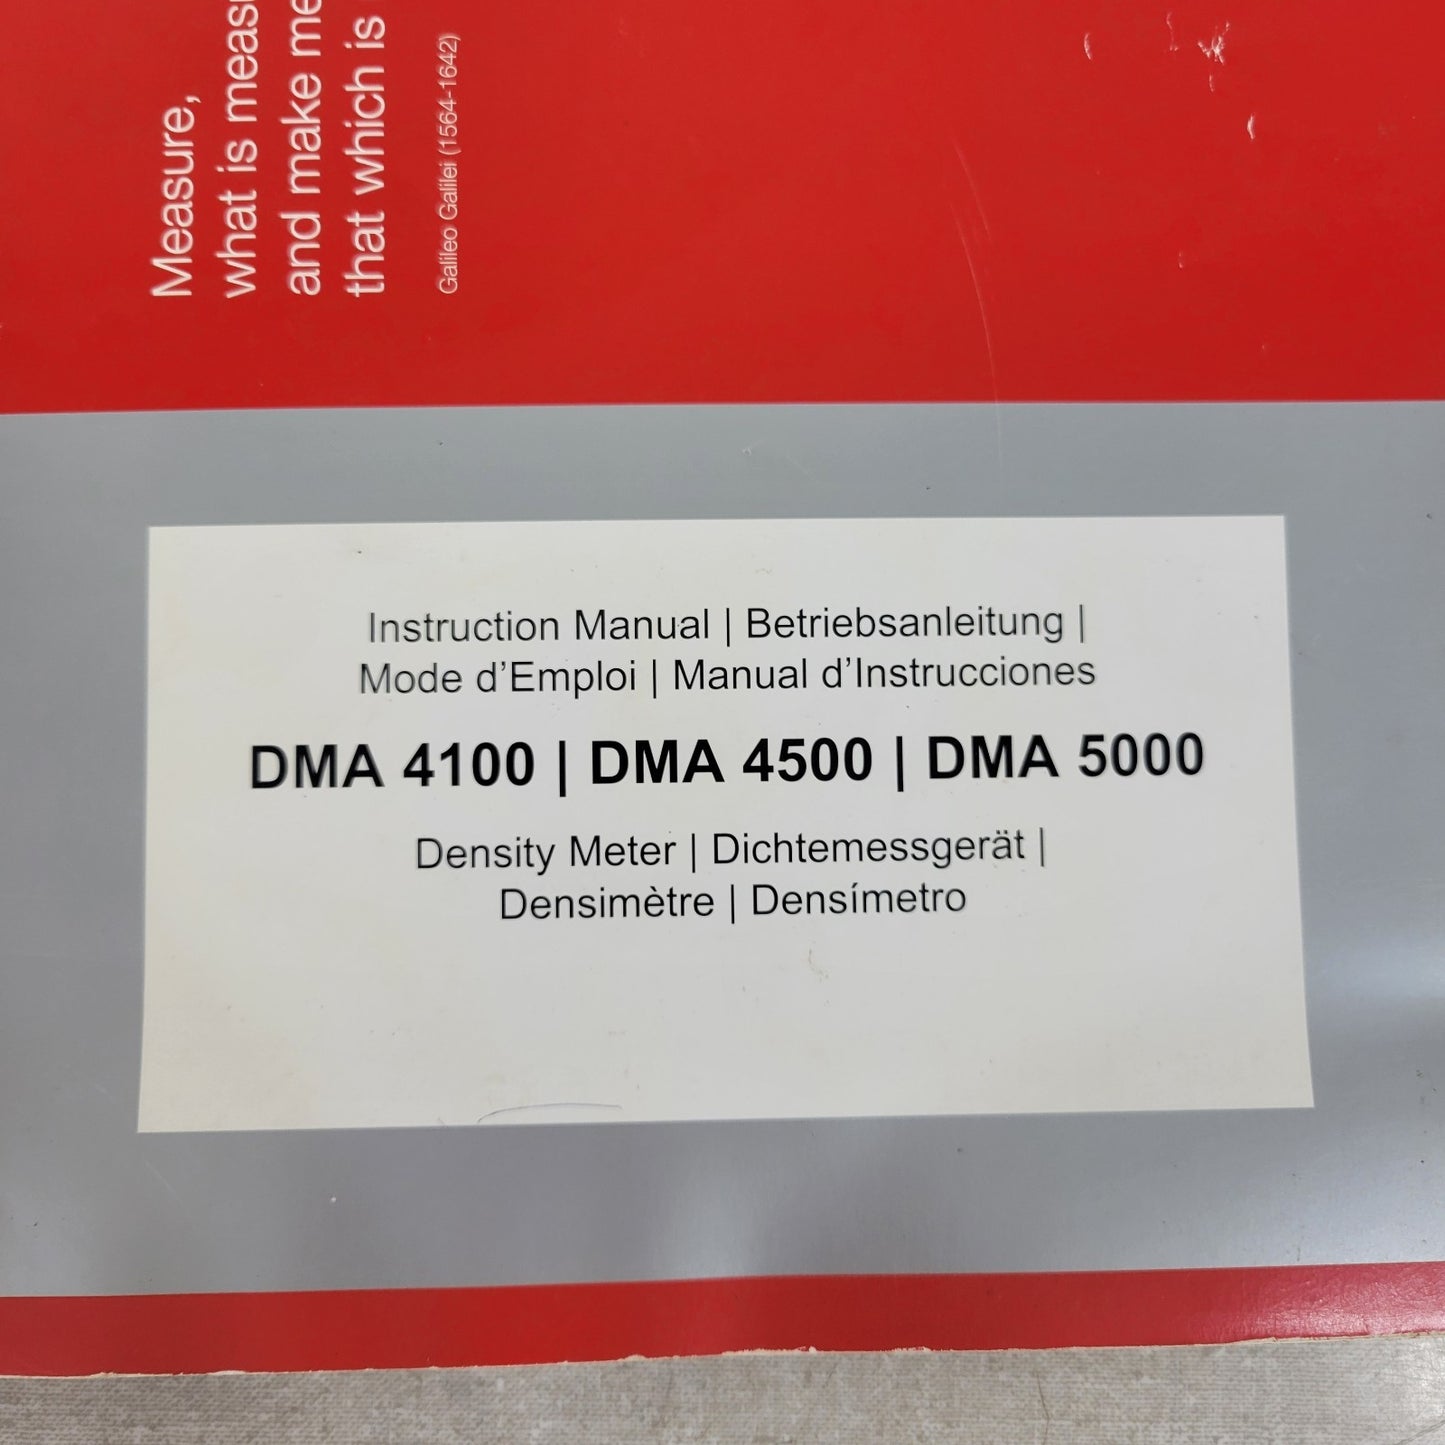 Measure,
what is
and make
that which is
Galileo Galilei (1564-1642)
Instruction Manual | Betriebsanleitung |
Mode d'Emploi | Manual d'Instrucciones
DMA 4100 | DMA 4500 | DMA 5000
Density Meter | Dichtemessgerät |
Densimètre | Densímetro